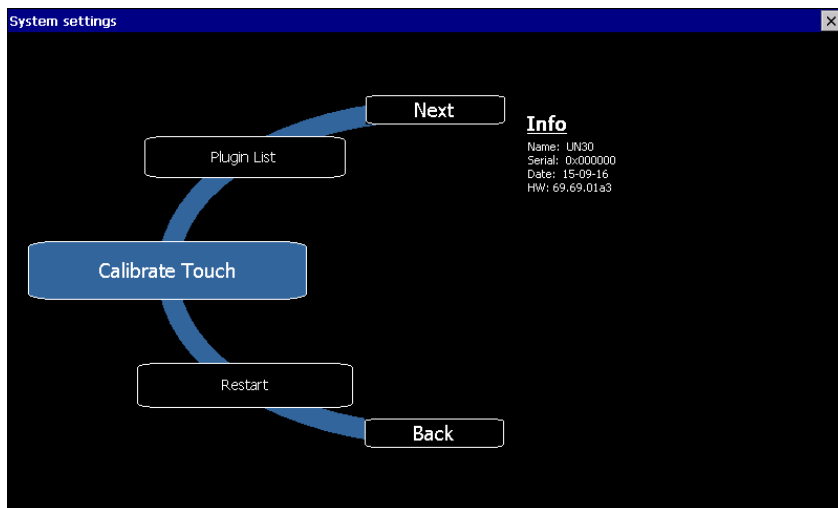 System settings
Next
Plugin List
Calibrate Touch
Restart
Back
Info
Name: UN30
Serial: 0x000000
Date: 15-09-16
HW: 69.69.01a3